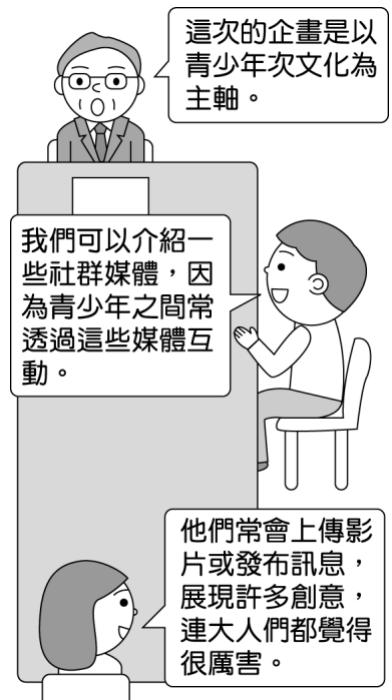 這次的企畫是以
青少年次文化為
主軸。
我們可以介紹一
些社群媒體，因
為青少年之間常
透過這些媒體互
動。
他們常會上傳影
片或發布訊息，
展現許多創意，
連大人們都覺得
很厲害。